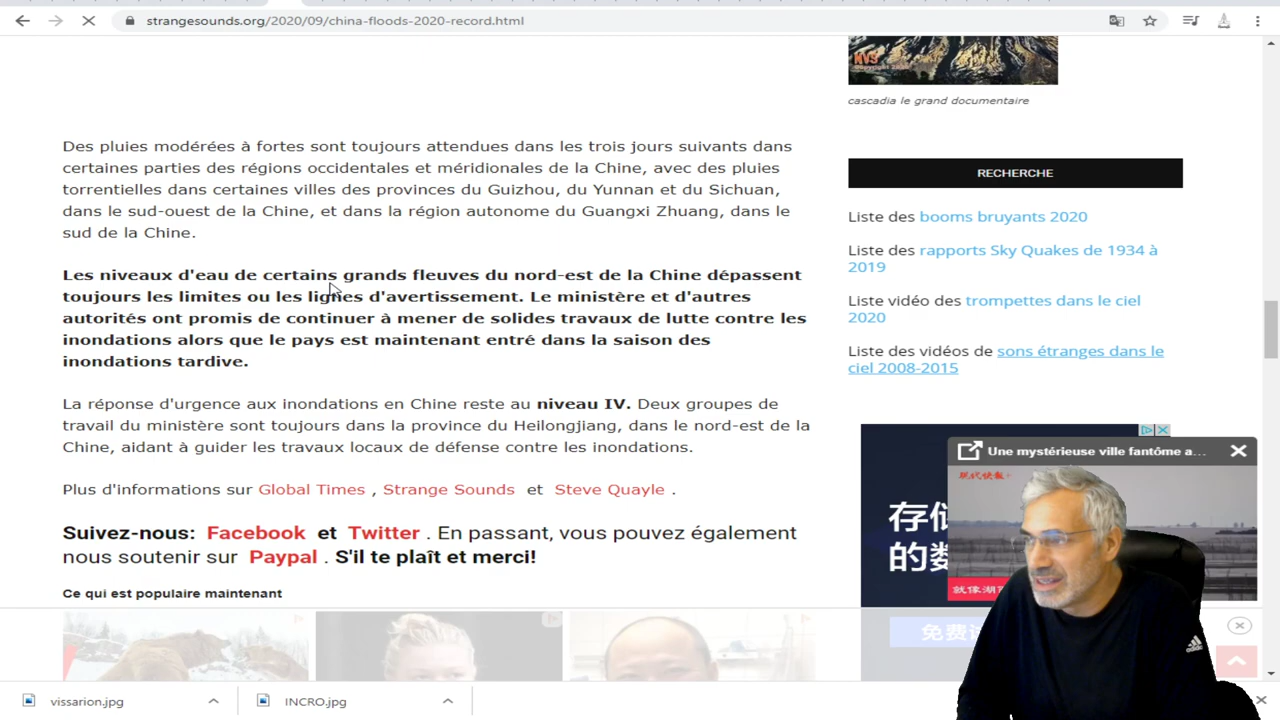 strangesounds.org/2020/09/china-floods-2020-record.html
cascadia le grand documentaire
Des pluies modérées à fortes sont toujours attendues dans les trois jours suivants dans
certaines parties des régions occidentales et méridionales de la Chine, avec des pluies
torrentielles dans certaines villes des provinces du Guizhou, du Yunnan et du Sichuan,
dans le sud-ouest de la Chine, et dans la région autonome du Guangxi Zhuang, dans le
sud de la Chine.
Les niveaux d'eau de certains grands fleuves du nord-est de la Chine dépassent
toujours les limites ou les lignes d'avertissement. Le ministère et d'autres
autorités ont promis de continuer à mener de solides travaux de lutte contre les
inondations alors que le pays est maintenant entré dans la saison des
inondations tardive.
La réponse d'urgence aux inondations en Chine reste au niveau IV. Deux groupes de
travail du ministère sont toujours dans la province du Heilongjiang, dans le nord-est de la
Chine, aidant à guider les travaux locaux de défense contre les inondations.
Plus d'informations sur Global Times , Strange Sounds et Steve Quayle .
Suivez-nous: Facebook et Twitter . En passant, vous pouvez également
nous soutenir sur Paypal . S'il te plaît et merci!
Ce qui est populaire maintenant
RECHERCHE
Liste des booms bruyants 2020
Liste des rapports Sky Quakes de 1934 à
2019
Liste vidéo des trompettes dans le ciel
2020
Liste des vidéos de sons étranges dans le
ciel 2008-2015
Une mystérieuse ville fantôme a...
现代快报+
存储
的数
就像湖
免费试
vissarion.jpg
INCRO.jpg